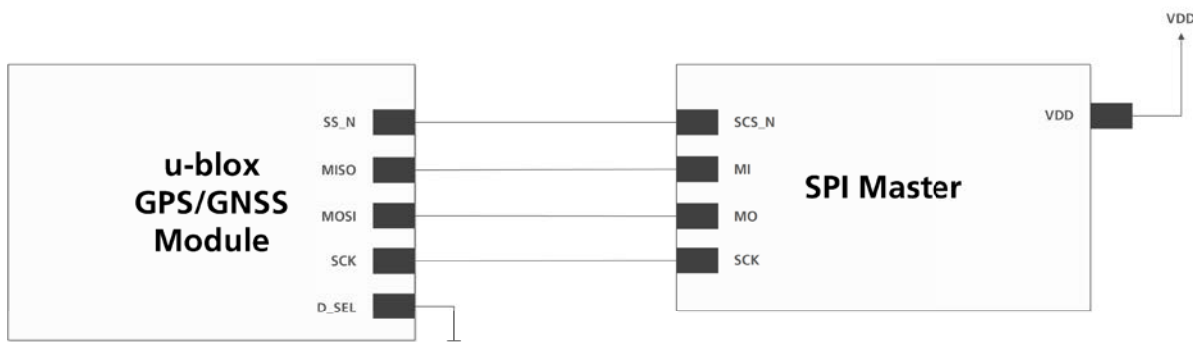 VDD
SS_N
MISO
MOSI
SCK
D_SEL
u-blox
GPS/GNSS
Module
SCS_N
MI
MO
SCK
SPI Master
VDD